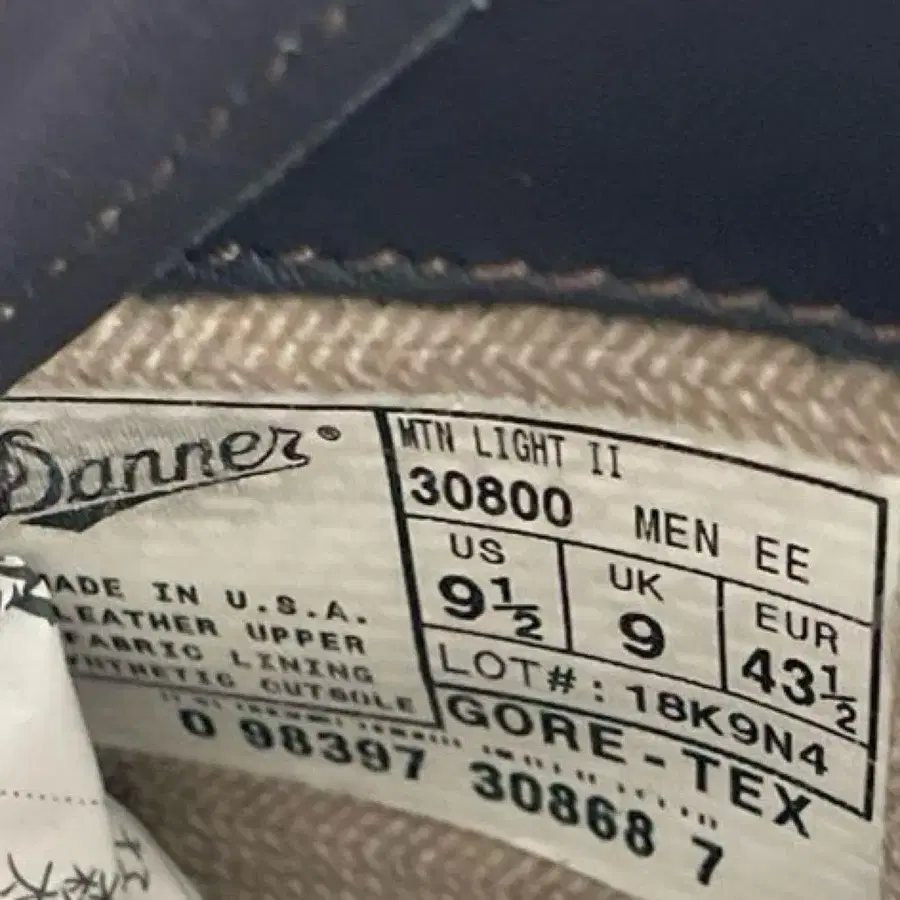 Danner®
MADE IN U.S.A.
LEATHER UPPER
FABRIC LINING
SYNTHETIC OUTSOLE
MTN LIGHT II
30800 MEN EE
US UK EUR
9½ 9 43½
LOT#: 18K9N4
GORE-TEX
0 98397 30868 7